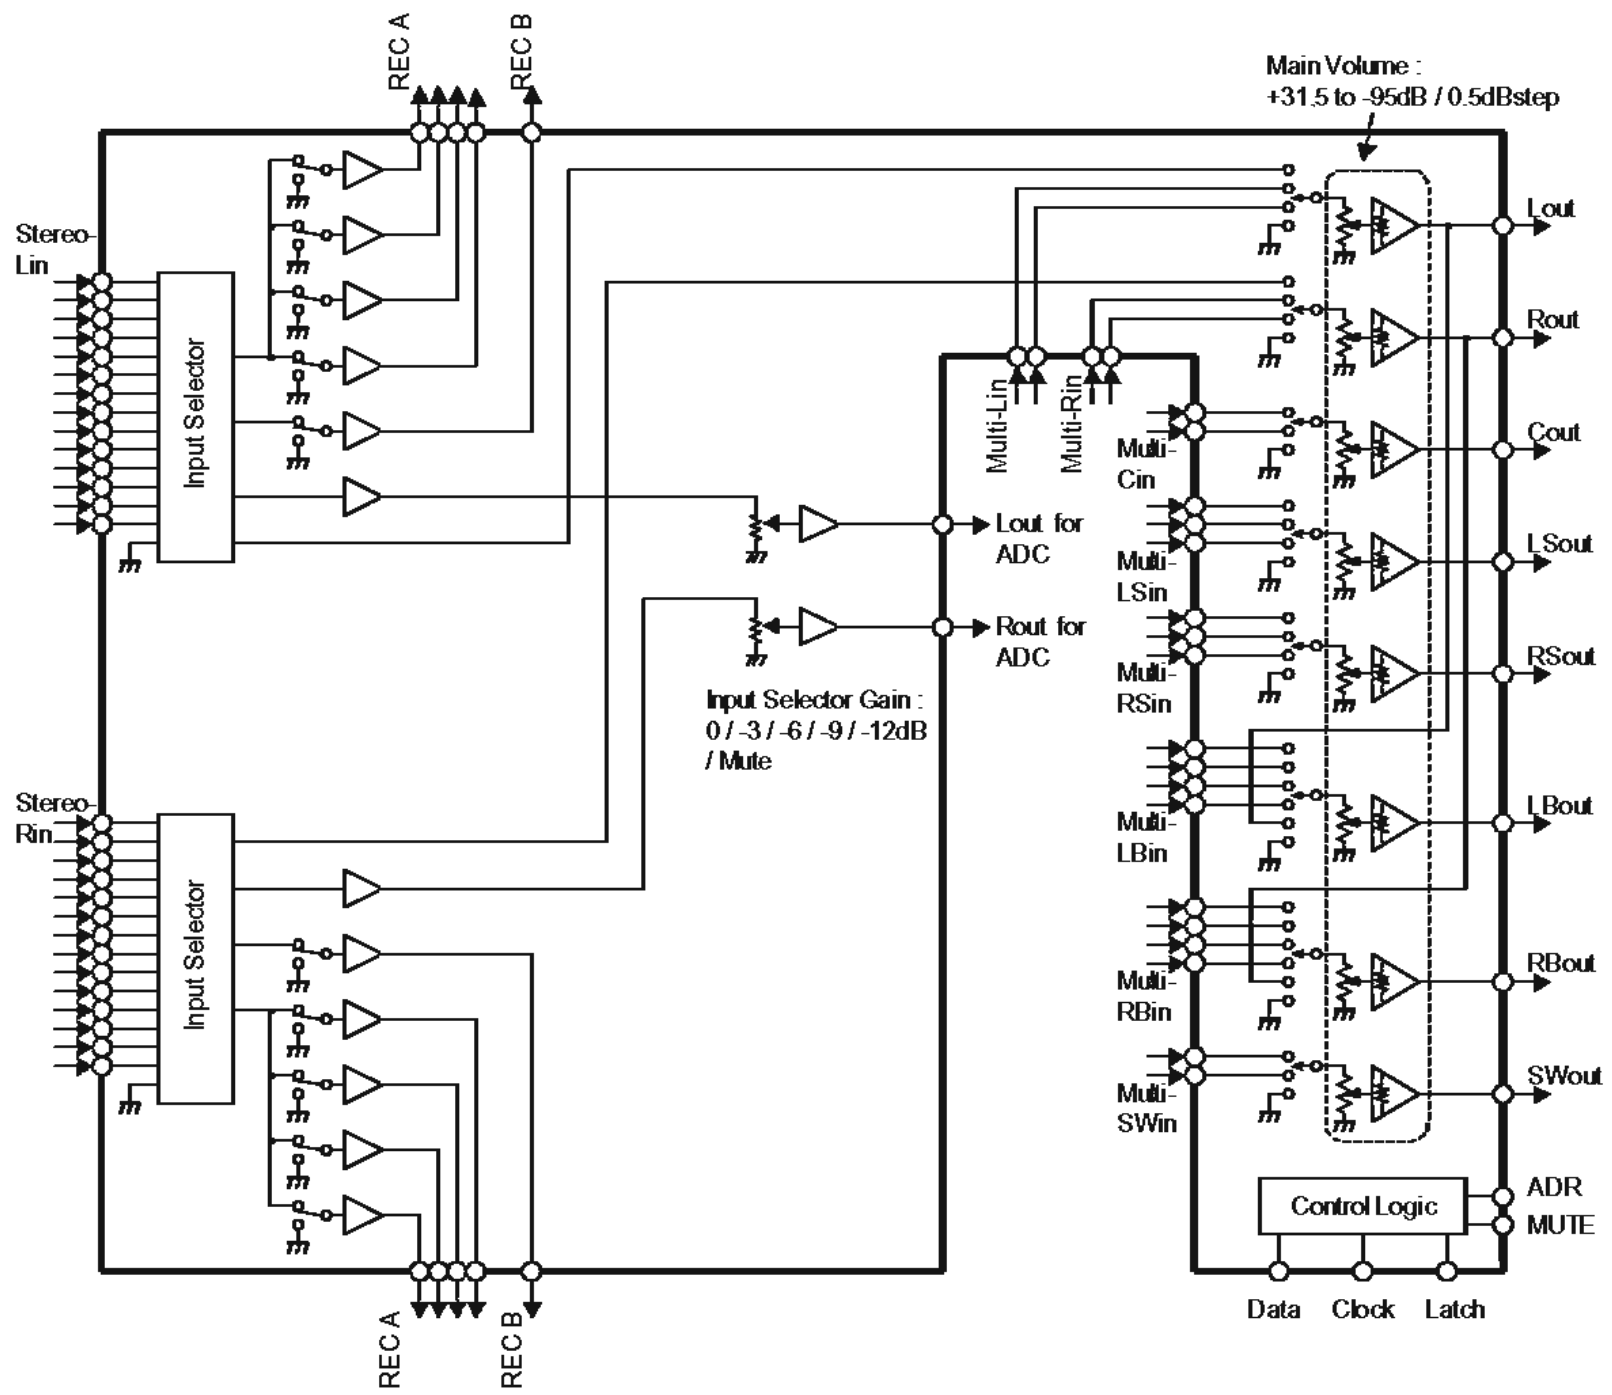 REC A
REC B
Main Volume :
+31.5 to -95dB / 0.5dBstep
Stereo-
Lin
Input Selector
Lout
Rout
Multi-Lin
Multi-Rin
Cout
Multi-
Cin
Lout for
ADC
LSout
Multi-
LSin
Rout for
ADC
RSout
Multi-
RSin
Input Selector Gain :
0 / -3 / -6 / -9 / -12dB
/ Mute
Stereo-
Rin
Input Selector
LBout
Multi-
LBin
RBout
Multi-
RBin
SWout
Multi-
SWin
Control Logic
ADR
MUTE
Data
Clock
Latch
REC A
REC B